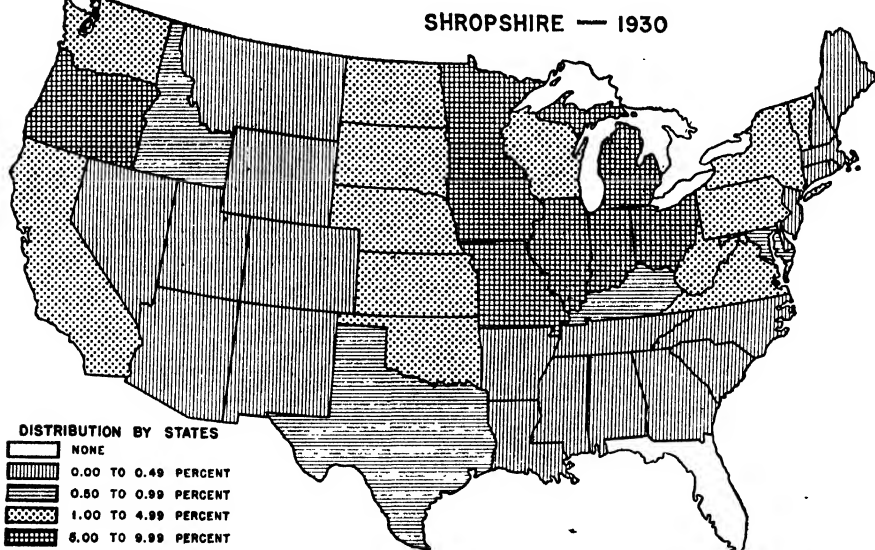 SHROPSHIRE — 1930
DISTRIBUTION BY STATES
NONE
0.00 TO 0.49 PERCENT
0.50 TO 0.99 PERCENT
1.00 TO 4.99 PERCENT
5.00 TO 9.99 PERCENT